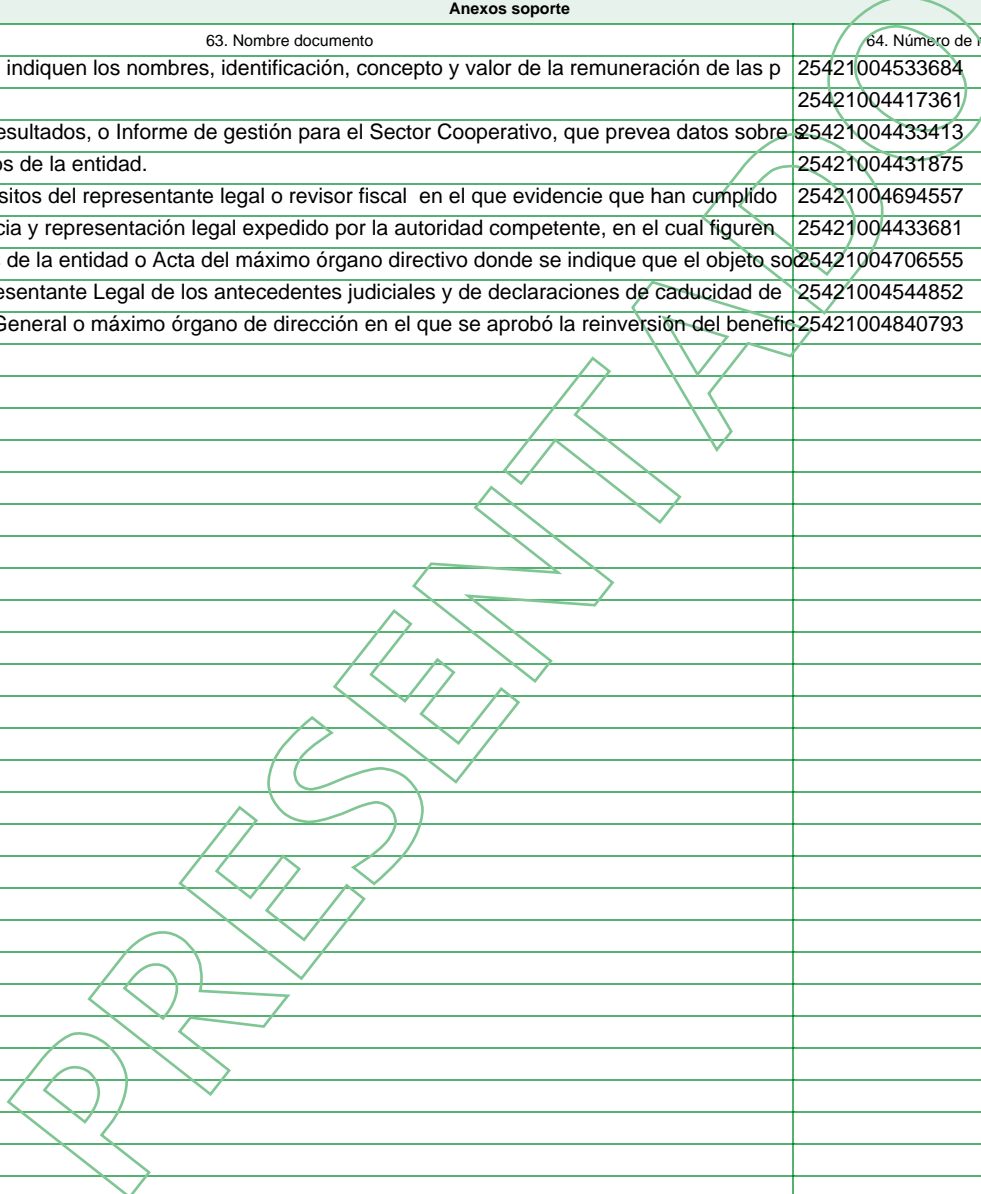 Anexos soporte
63. Nombre documento 64. Número de
indiquen los nombres, identificación, concepto y valor de la remuneración de las p 25421004533684
25421004417361
esultados, o Informe de gestión para el Sector Cooperativo, que prevea datos sobre s 25421004433413
os de la entidad. 25421004431875
sitos del representante legal o revisor fiscal en el que evidencie que han cumplido 25421004694557
cia y representación legal expedido por la autoridad competente, en el cual figuren 25421004433681
s de la entidad o Acta del máximo órgano directivo donde se indique que el objeto soc 25421004706555
esentante Legal de los antecedentes judiciales y de declaraciones de caducidad de 25421004544852
General o máximo órgano de dirección en el que se aprobó la reinversión del benefic 25421004840793
PRESENTADO